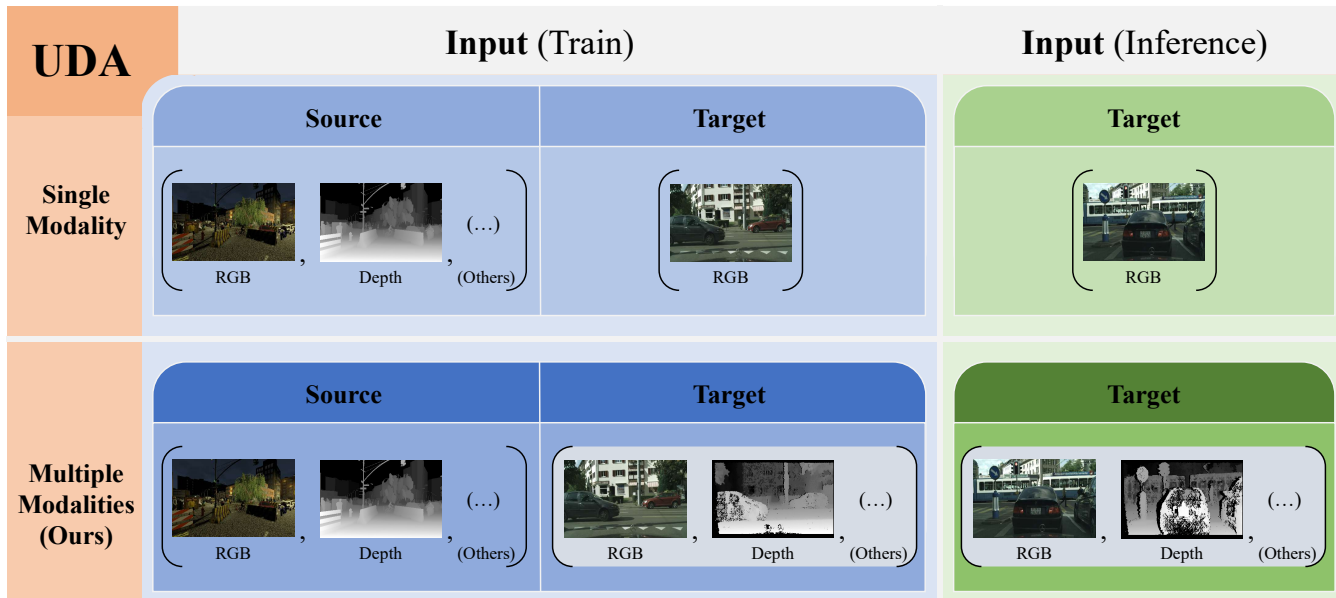 UDA
Input (Train)
Input (Inference)
Source
Target
Target
Single
Modality
RGB
,
Depth
,
(…)
(Others)
RGB
RGB
Source
Target
Target
Multiple
Modalities
(Ours)
RGB
,
Depth
,
(…)
(Others)
RGB
,
Depth
,
(…)
(Others)
RGB
,
Depth
,
(…)
(Others)